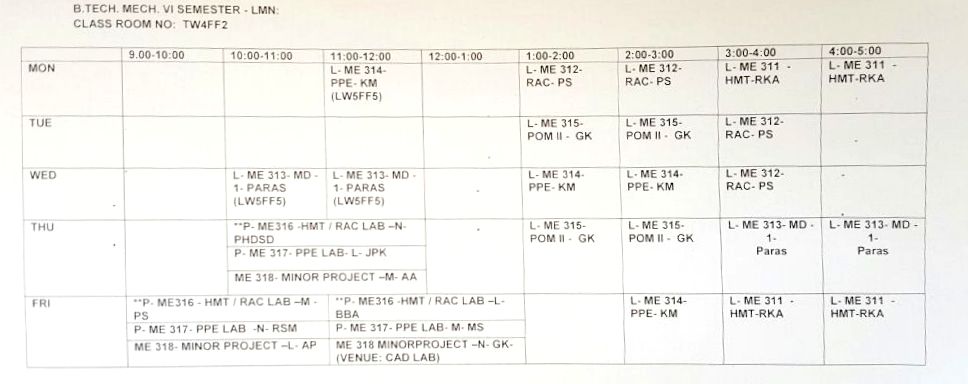 B.TECH. MECH. VI SEMESTER - LMN:
CLASS ROOM NO: TW4FF2
9.00-10:00 10:00-11:00 11:00-12:00 12:00-1:00 1:00-2:00 2:00-3:00 3:00-4:00 4:00-5:00
MON L- ME 314- L- ME 312- L- ME 312- L- ME 311 - L- ME 311 -
PPE- KM RAC- PS RAC- PS HMT-RKA HMT-RKA
(LW5FF5)
TUE L- ME 315- L- ME 315- L- ME 312-
POM II - GK POM II - GK RAC- PS
WED L- ME 313- MD - L- ME 313- MD - L- ME 314- L- ME 314- L- ME 312-
1- PARAS 1- PARAS PPE- KM PPE- KM RAC- PS
(LW5FF5) (LW5FF5)
THU **P- ME316 -HMT / RAC LAB –N- L- ME 315- L- ME 315- L- ME 313- MD - L- ME 313- MD -
PHDSD POM II - GK POM II - GK 1- 1-
P- ME 317- PPE LAB- L- JPK Paras Paras
ME 318- MINOR PROJECT –M- AA
FRI **P- ME316 - HMT / RAC LAB –M - **P- ME316 -HMT / RAC LAB –L- L- ME 314- L- ME 311 - L- ME 311 -
PS BBA PPE- KM HMT-RKA HMT-RKA
P- ME 317- PPE LAB -N- RSM P- ME 317- PPE LAB- M- MS
ME 318- MINOR PROJECT –L- AP ME 318 MINORPROJECT –N- GK-
(VENUE: CAD LAB)